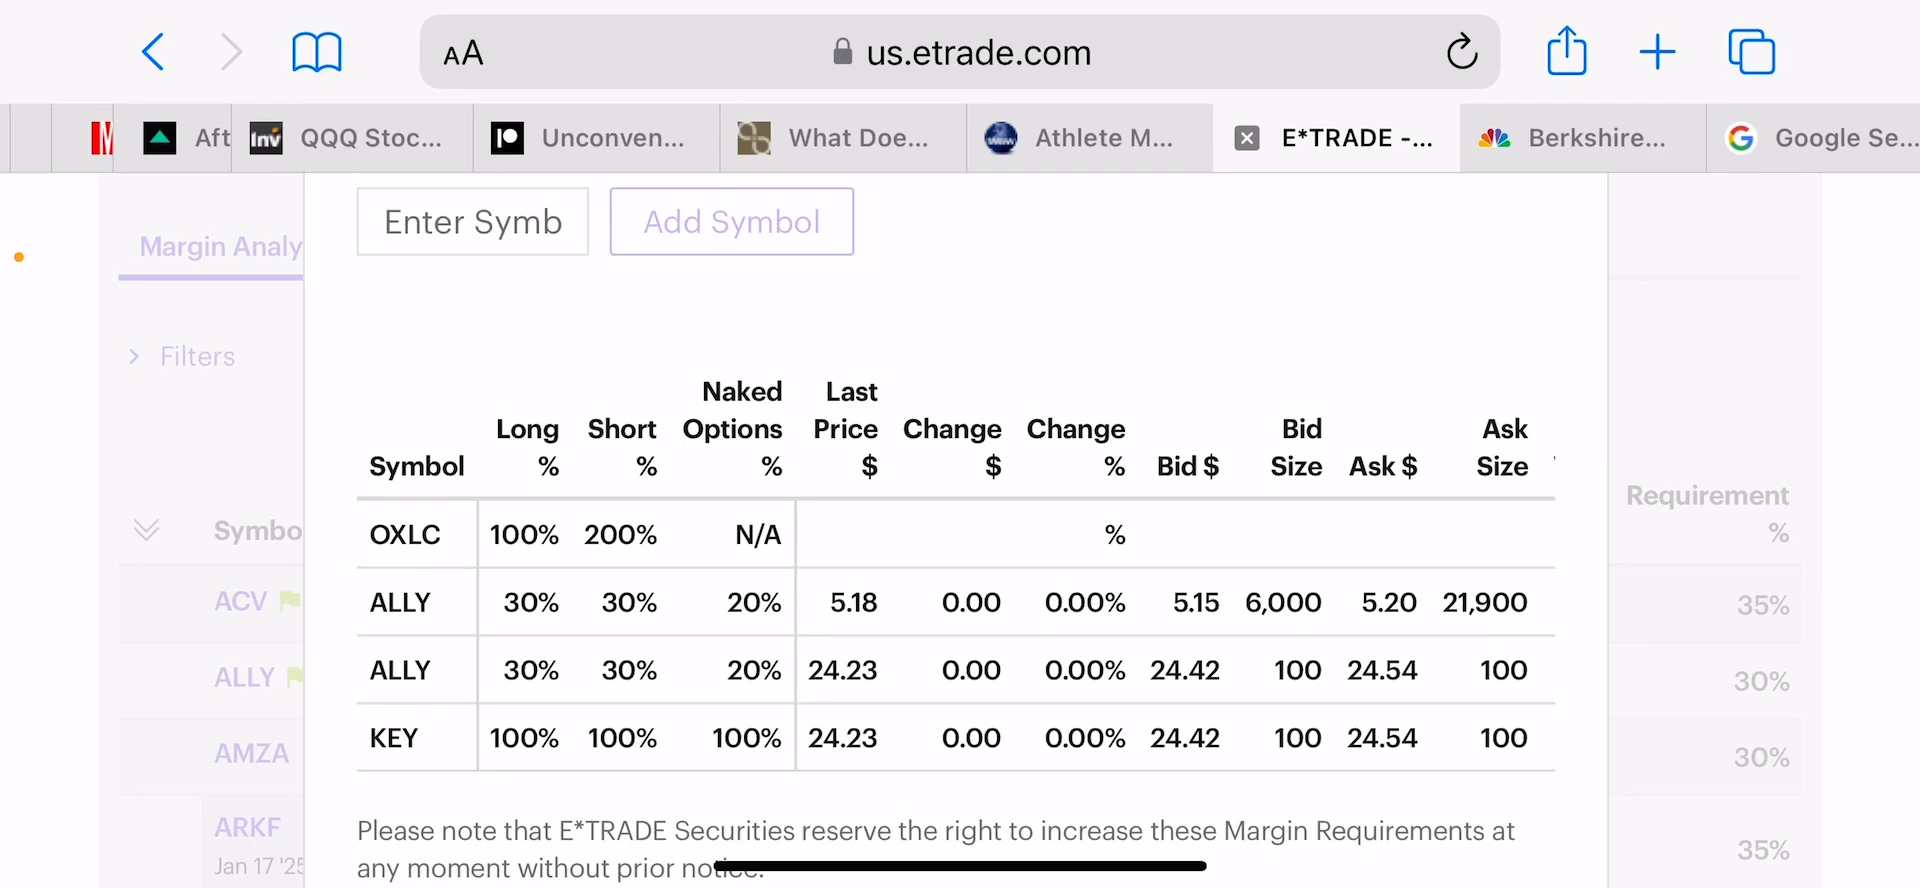 AA us.etrade.com
Aft QQQ Stoc... Unconven... What Doe... Athlete M... E*TRADE -... Berkshire... Google Se...
Enter Symb Add Symbol
Margin Analy
Filters
Naked Last
Long Short Options Price Change Change Bid Ask
Symbol % % % $ $ % Bid $ Size Ask $ Size
Requirement
%
Symbo
OXLC 100% 200% N/A %
ALLY 30% 30% 20% 5.18 0.00 0.00% 5.15 6,000 5.20 21,900
ALLY 30% 30% 20% 24.23 0.00 0.00% 24.42 100 24.54 100
KEY 100% 100% 100% 24.23 0.00 0.00% 24.42 100 24.54 100
ACV 35%
ALLY 30%
AMZA 30%
ARKF 35%
Jan 17 '25
Please note that E*TRADE Securities reserve the right to increase these Margin Requirements at
any moment without prior notice.